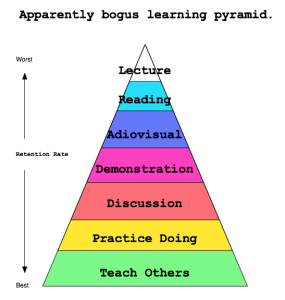 Apparently bogus learning pyramid.
Worst
Lecture
Reading
Adiovisual
Retention Rate
Demonstration
Discussion
Practice Doing
Teach Others
Best